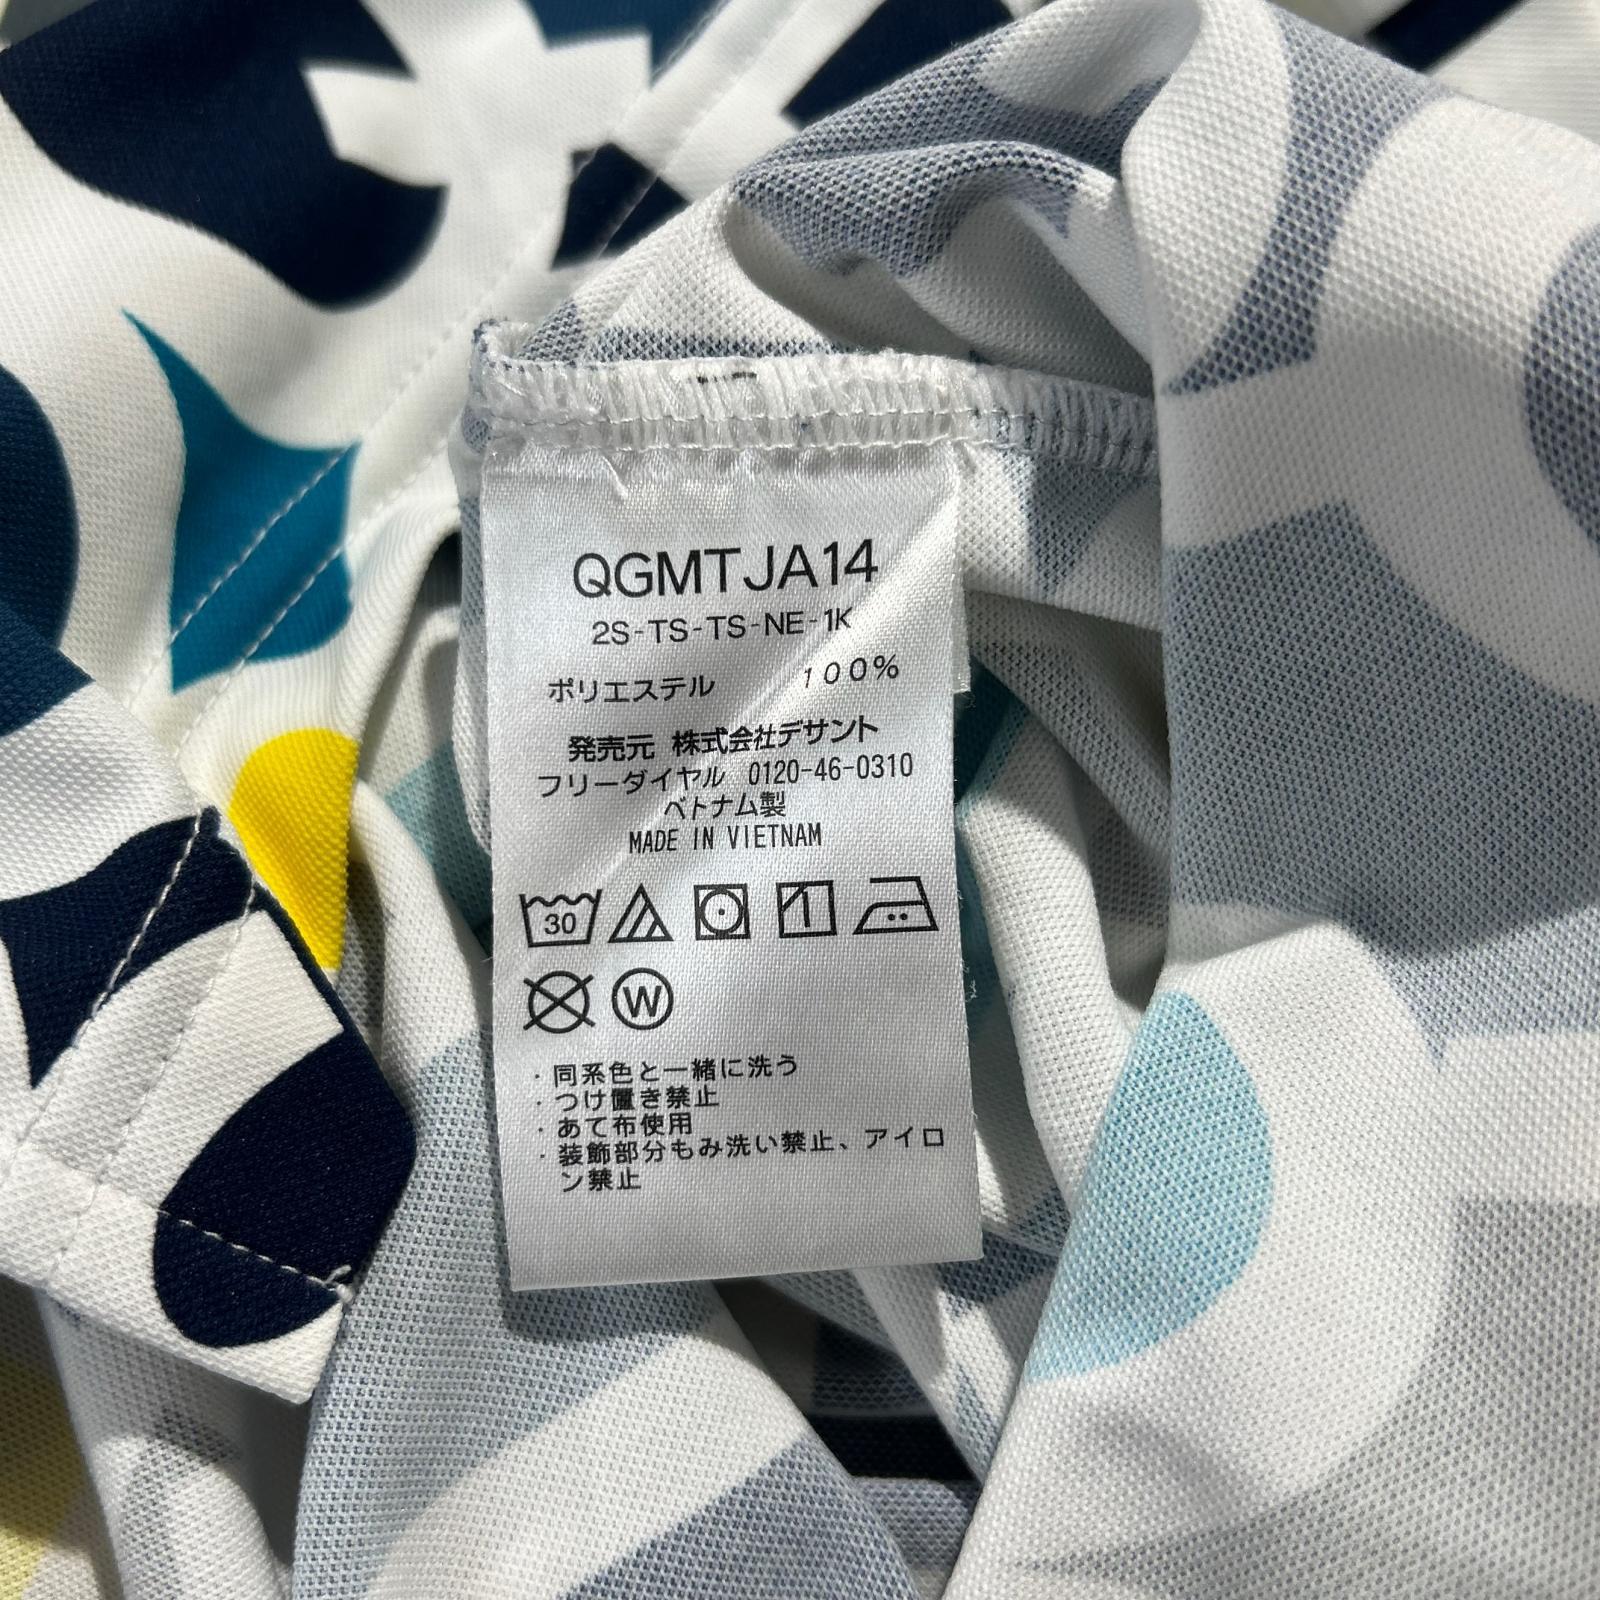 QGMTJA14
2S-TS-TS-NE-1K
ポリエステル 100%
発売元 株式会社デサント
フリーダイヤル 0120-46-0310
ベトナム製
MADE IN VIETNAM
30
W
・同系色と一緒に洗う
・つけ置き禁止
・あて布使用
・装飾部分もみ洗い禁止、アイロ
ン禁止